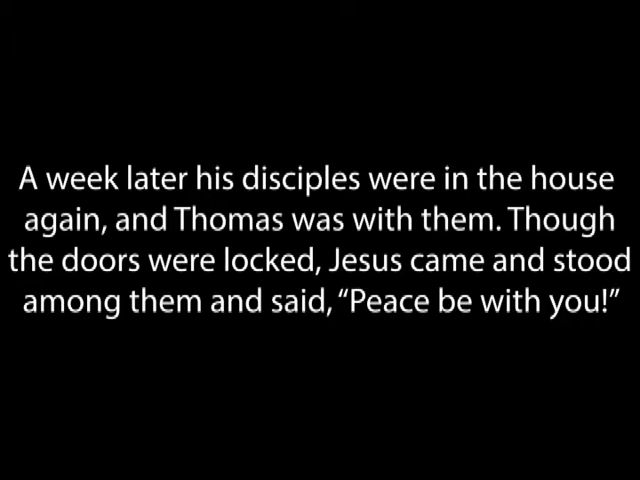 A week later his disciples were in the house
again, and Thomas was with them. Though
the doors were locked, Jesus came and stood
among them and said, “Peace be with you!”